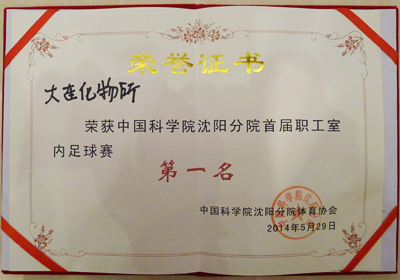 荣誉证书
大连化物所
荣获中国科学院沈阳分院首届职工室
内足球赛
第一名
中国科学院沈阳分院体育协会
2014年5月29日